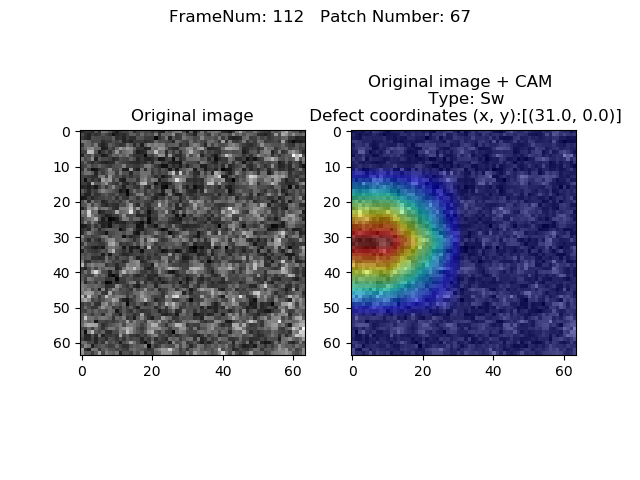 FrameNum: 112   Patch Number: 67
Original image
0
10
20
30
40
50
60
0 20 40 60
Original image + CAM
Type: Sw
Defect coordinates (x, y):[(31.0, 0.0)]
0
10
20
30
40
50
60
0 20 40 60